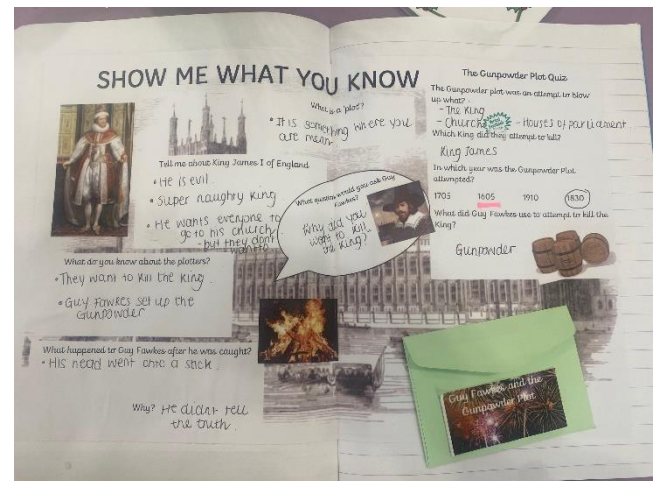 SHOW ME WHAT YOU KNOW
Tell me about King James I of England
• He is evil.
• Super naughty King
• He wants everyone to
go to his church
- but they don't
want to
What do you know about the plotters?
• They want to kill the King.
• Guy Fawkes set up the
Gunpowder
What happened to Guy Fawkes after he was caught?
• His head went onto a stick.
Why? He didn't tell
the truth.
What is a 'plot'?
• It is something where you
are mean.
What question would you ask Guy
Fawkes?
Why did you
want to kill
the King?
The Gunpowder Plot Quiz
The Gunpowder plot was an attempt to blow
up what?
- The King
- Church
- Houses of parliament
Which King did they attempt to kill?
King James
In which year was the Gunpowder Plot
attempted?
1705 1605 1910 1830
What did Guy Fawkes use to attempt to kill the
King?
Gunpowder
Guy Fawkes and the
Gunpowder Plot